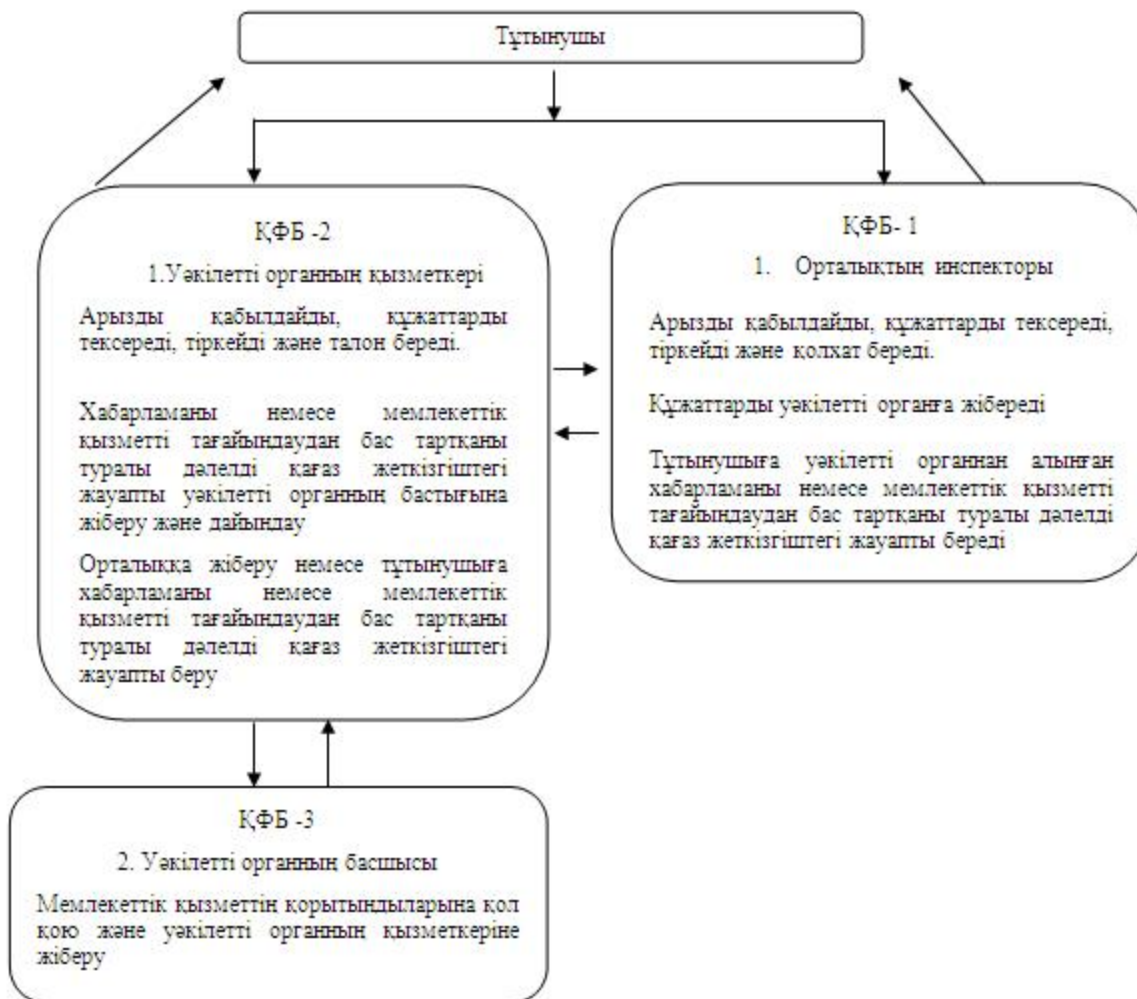 Тұтынушы
ҚФБ -2
1.Уәкілетті органның қызметкері
Арызды қабылдайды, құжаттарды
тексереді, тіркейді және талон береді.
Хабарламаны немесе мемлекеттік
қызметті тағайындаудан бас тартқаны
туралы дәлелді қағаз жеткізгіштегі
жауапты уәкілетті органның бастығына
жіберу және дайындау
Орталыққа жіберу немесе тұтынушыға
хабарламаны немесе мемлекеттік
қызметті тағайындаудан бас тартқаны
туралы дәлелді қағаз жеткізгіштегі
жауапты беру
ҚФБ- 1
1. Орталықтың инспекторы
Арызды қабылдайды, құжаттарды тексереді,
тіркейді және қолхат береді.
Құжаттарды уәкілетті органға жібереді
Тұтынушыға уәкілетті органнан алынған
хабарламаны немесе мемлекеттік қызметті
тағайындаудан бас тартқаны туралы дәлелді
қағаз жеткізгіштегі жауапты береді
ҚФБ -3
2. Уәкілетті органның басшысы
Мемлекеттік қызметтің қорытындыларына қол
қою және уәкілетті органның қызметкеріне
жіберу